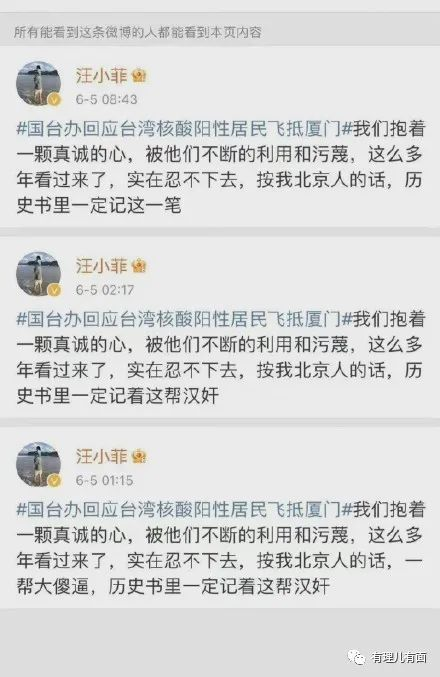 所有能看到这条微博的人都能看到本页内容
汪小菲
6-5 08:43
#国台办回应台湾核酸阳性居民飞抵厦门#我们抱着
一颗真诚的心，被他们不断的利用和污蔑，这么多
年看过来了，实在忍不下去，按我北京人的话，历
史书里一定记这一笔
汪小菲
6-5 02:17
#国台办回应台湾核酸阳性居民飞抵厦门#我们抱着
一颗真诚的心，被他们不断的利用和污蔑，这么多
年看过来了，实在忍不下去，按我北京人的话，历
史书里一定记着这帮汉奸
汪小菲
6-5 01:15
#国台办回应台湾核酸阳性居民飞抵厦门#我们抱着
一颗真诚的心，被他们不断的利用和污蔑，这么多
年看过来了，实在忍不下去，按我北京人的话，一
帮大傻逼，历史书里一定记着这帮汉奸
有理儿有面